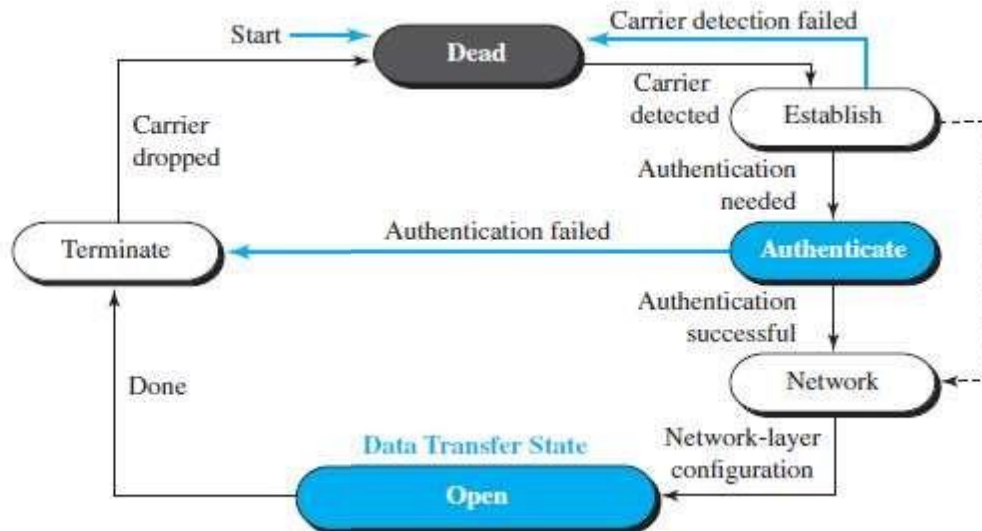 Carrier detection failed
Start
Dead
Carrier
detected
Establish
Carrier
dropped
Authentication
needed
Terminate
Authentication failed
Authenticate
Authentication
successful
Network
Done
Data Transfer State
Network-layer
configuration
Open